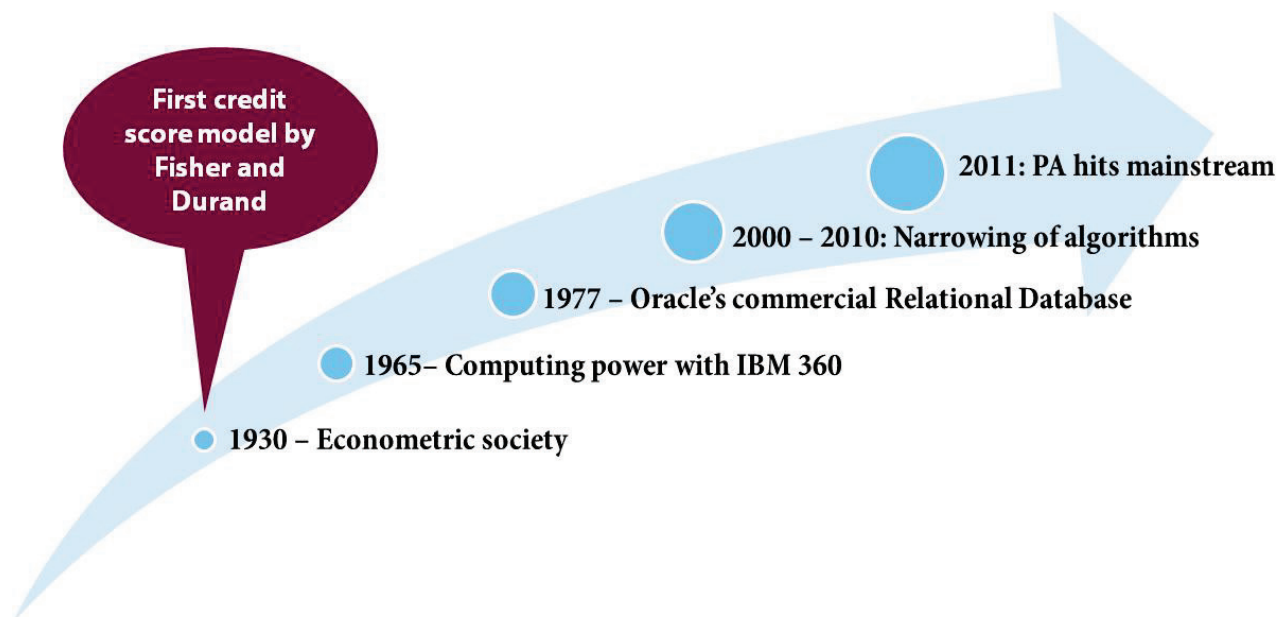 First credit
score model by
Fisher and
Durand
2011: PA hits mainstream
2000 – 2010: Narrowing of algorithms
1977 – Oracle’s commercial Relational Database
1965– Computing power with IBM 360
1930 – Econometric society